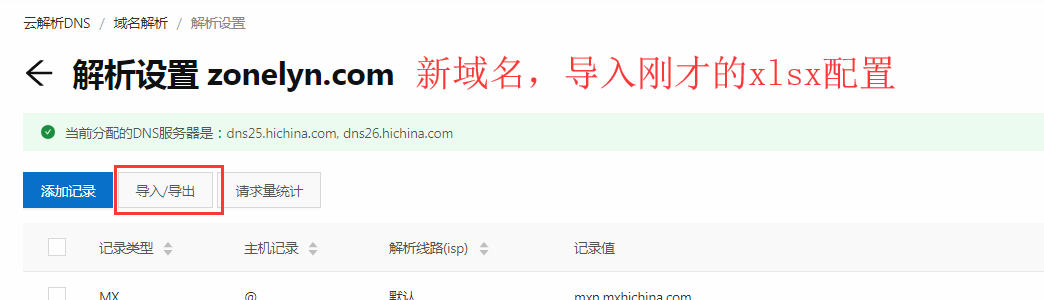 云解析DNS / 域名解析 / 解析设置
解析设置 zonelyn.com 新域名，导入刚才的xlsx配置
当前分配的DNS服务器是：dns25.hichina.com, dns26.hichina.com
添加记录 导入/导出 请求量统计
记录类型 主机记录 解析线路(isp) 记录值
MX @ 默认 mxn.mxhichina.com